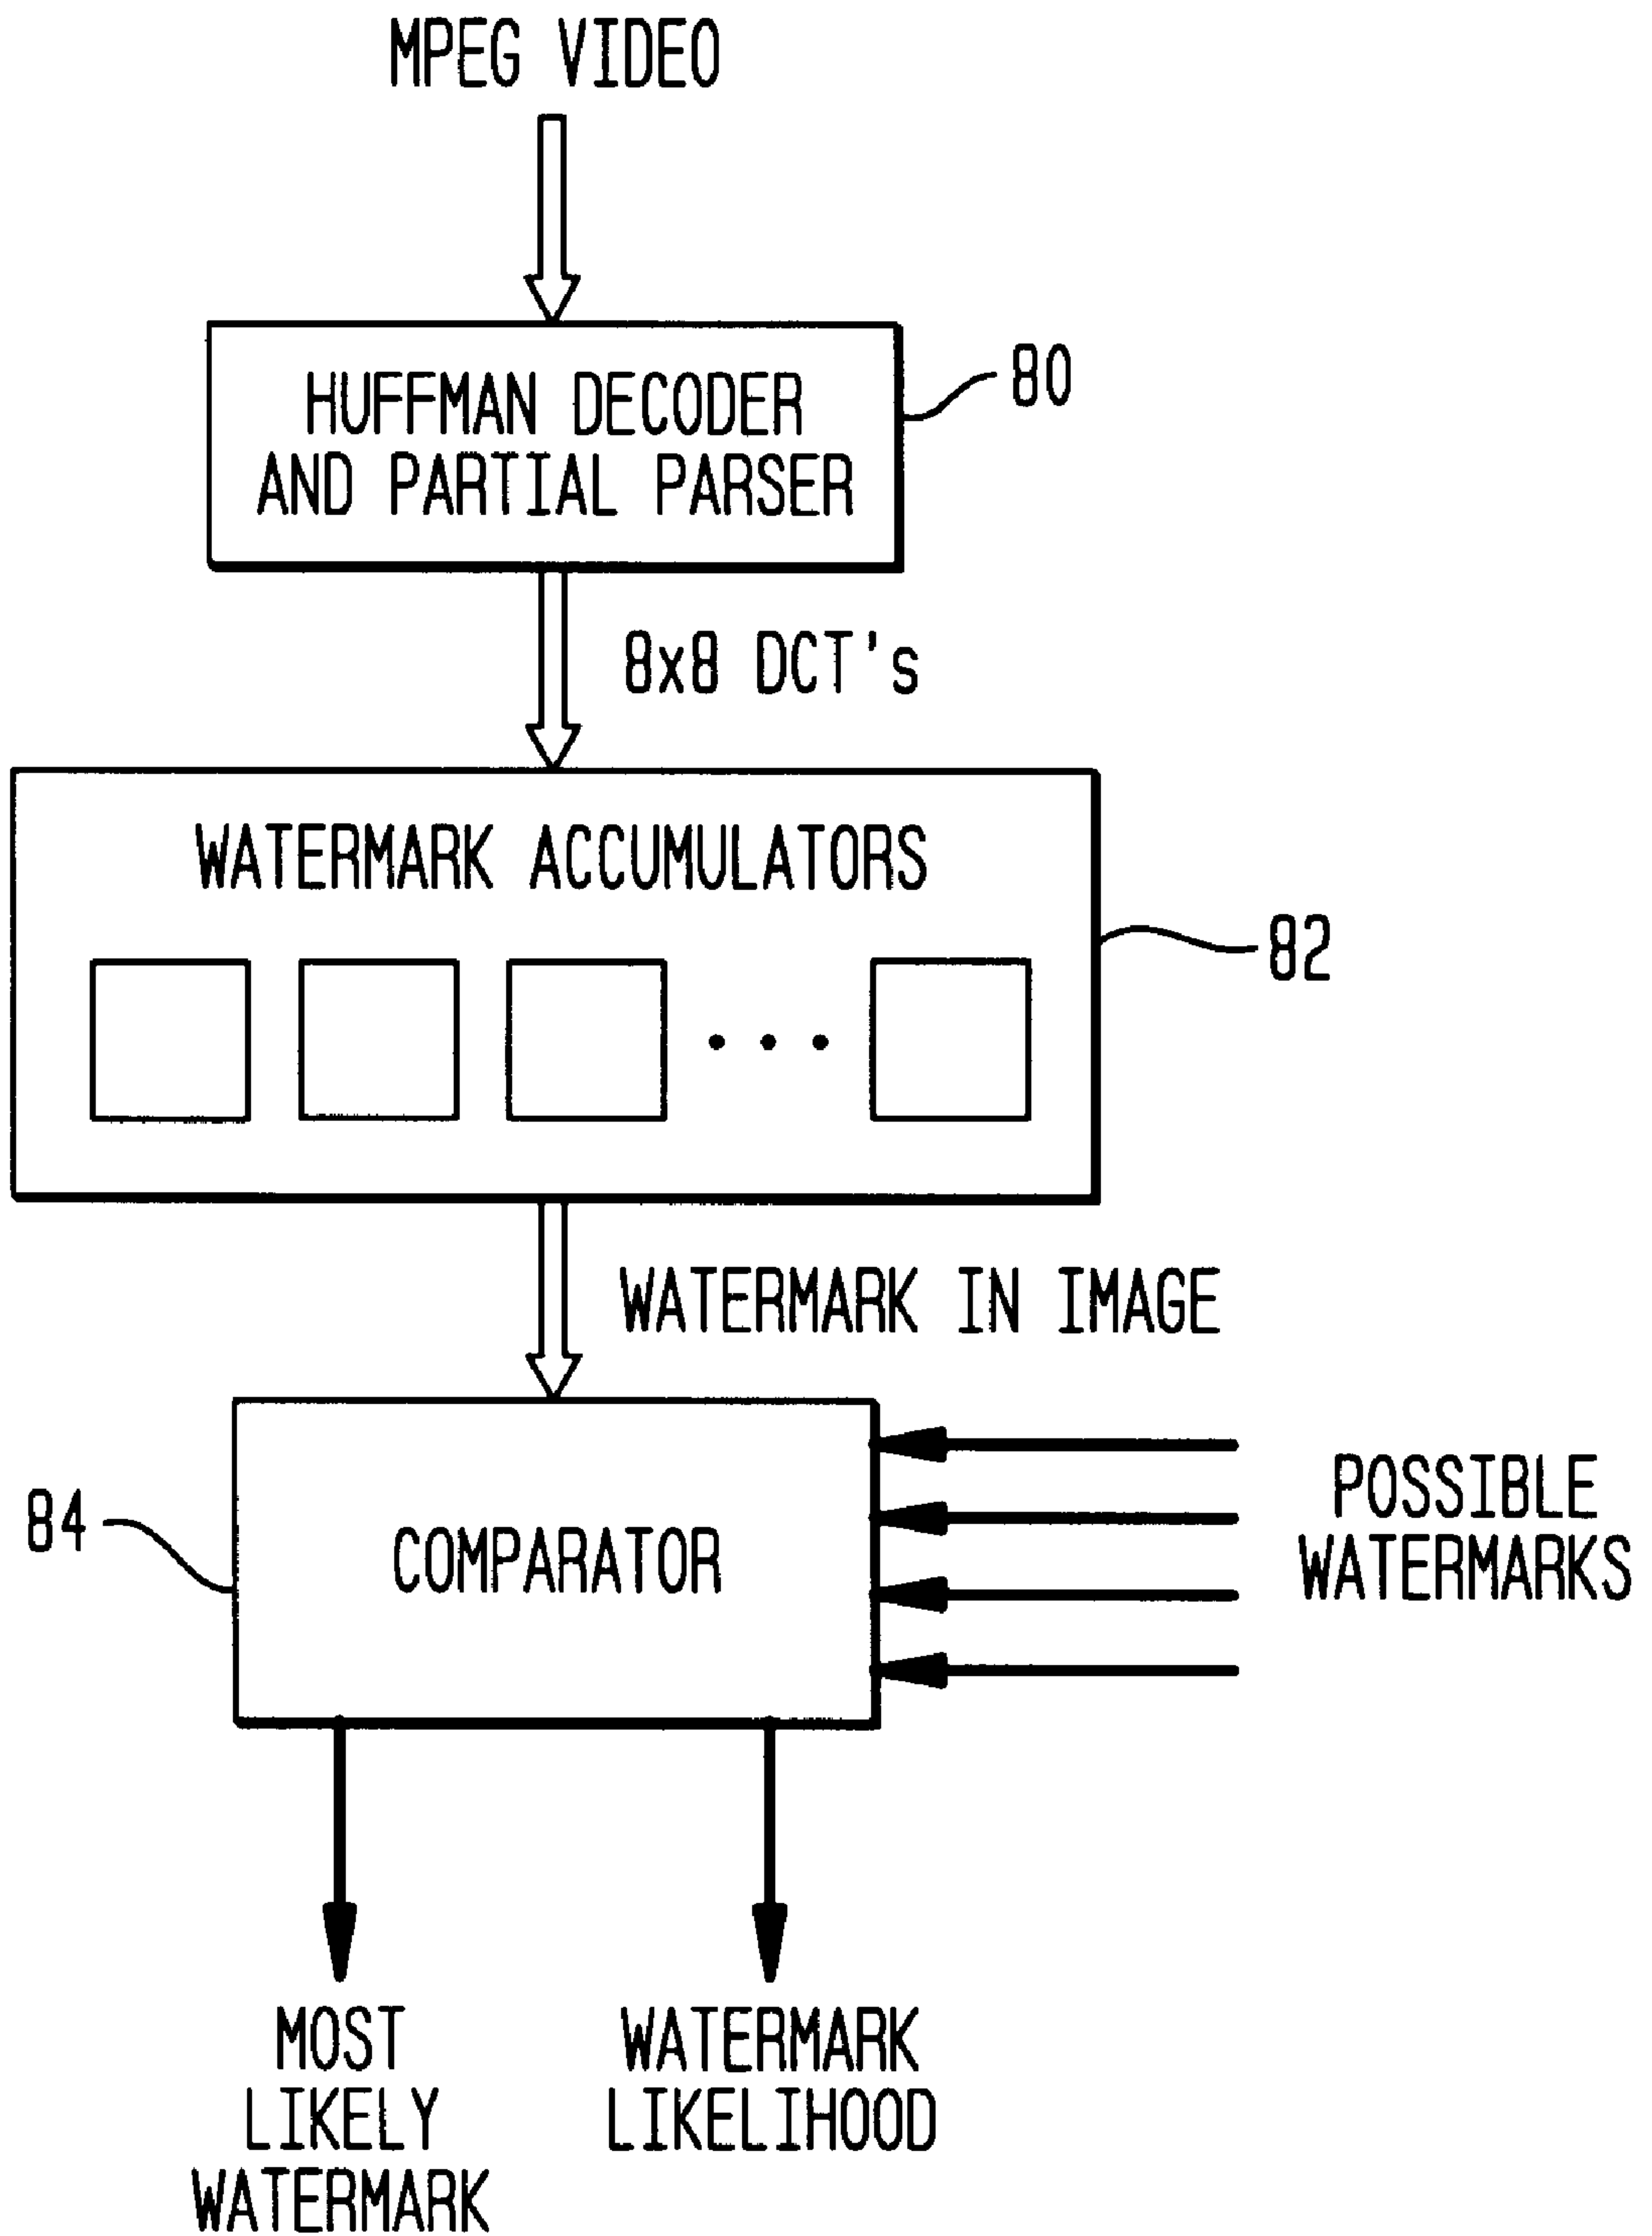 MPEG VIDEO
HUFFMAN DECODER
AND PARTIAL PARSER
80
8x8 DCT's
WATERMARK ACCUMULATORS
82
WATERMARK IN IMAGE
84
COMPARATOR
POSSIBLE
WATERMARKS
MOST
LIKELY
WATERMARK
WATERMARK
LIKELIHOOD